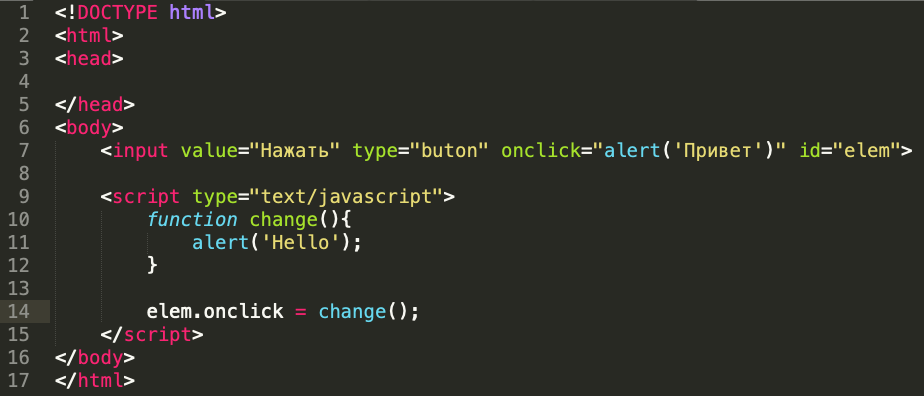 1 <!DOCTYPE html>
2 <html>
3 <head>
4
5 </head>
6 <body>
7 <input value="Нажать" type="buton" onclick="alert('Привет')" id="elem">
8
9 <script type="text/javascript">
10 function change(){
11 alert('Hello');
12 }
13
14 elem.onclick = change();
15 </script>
16 </body>
17 </html>